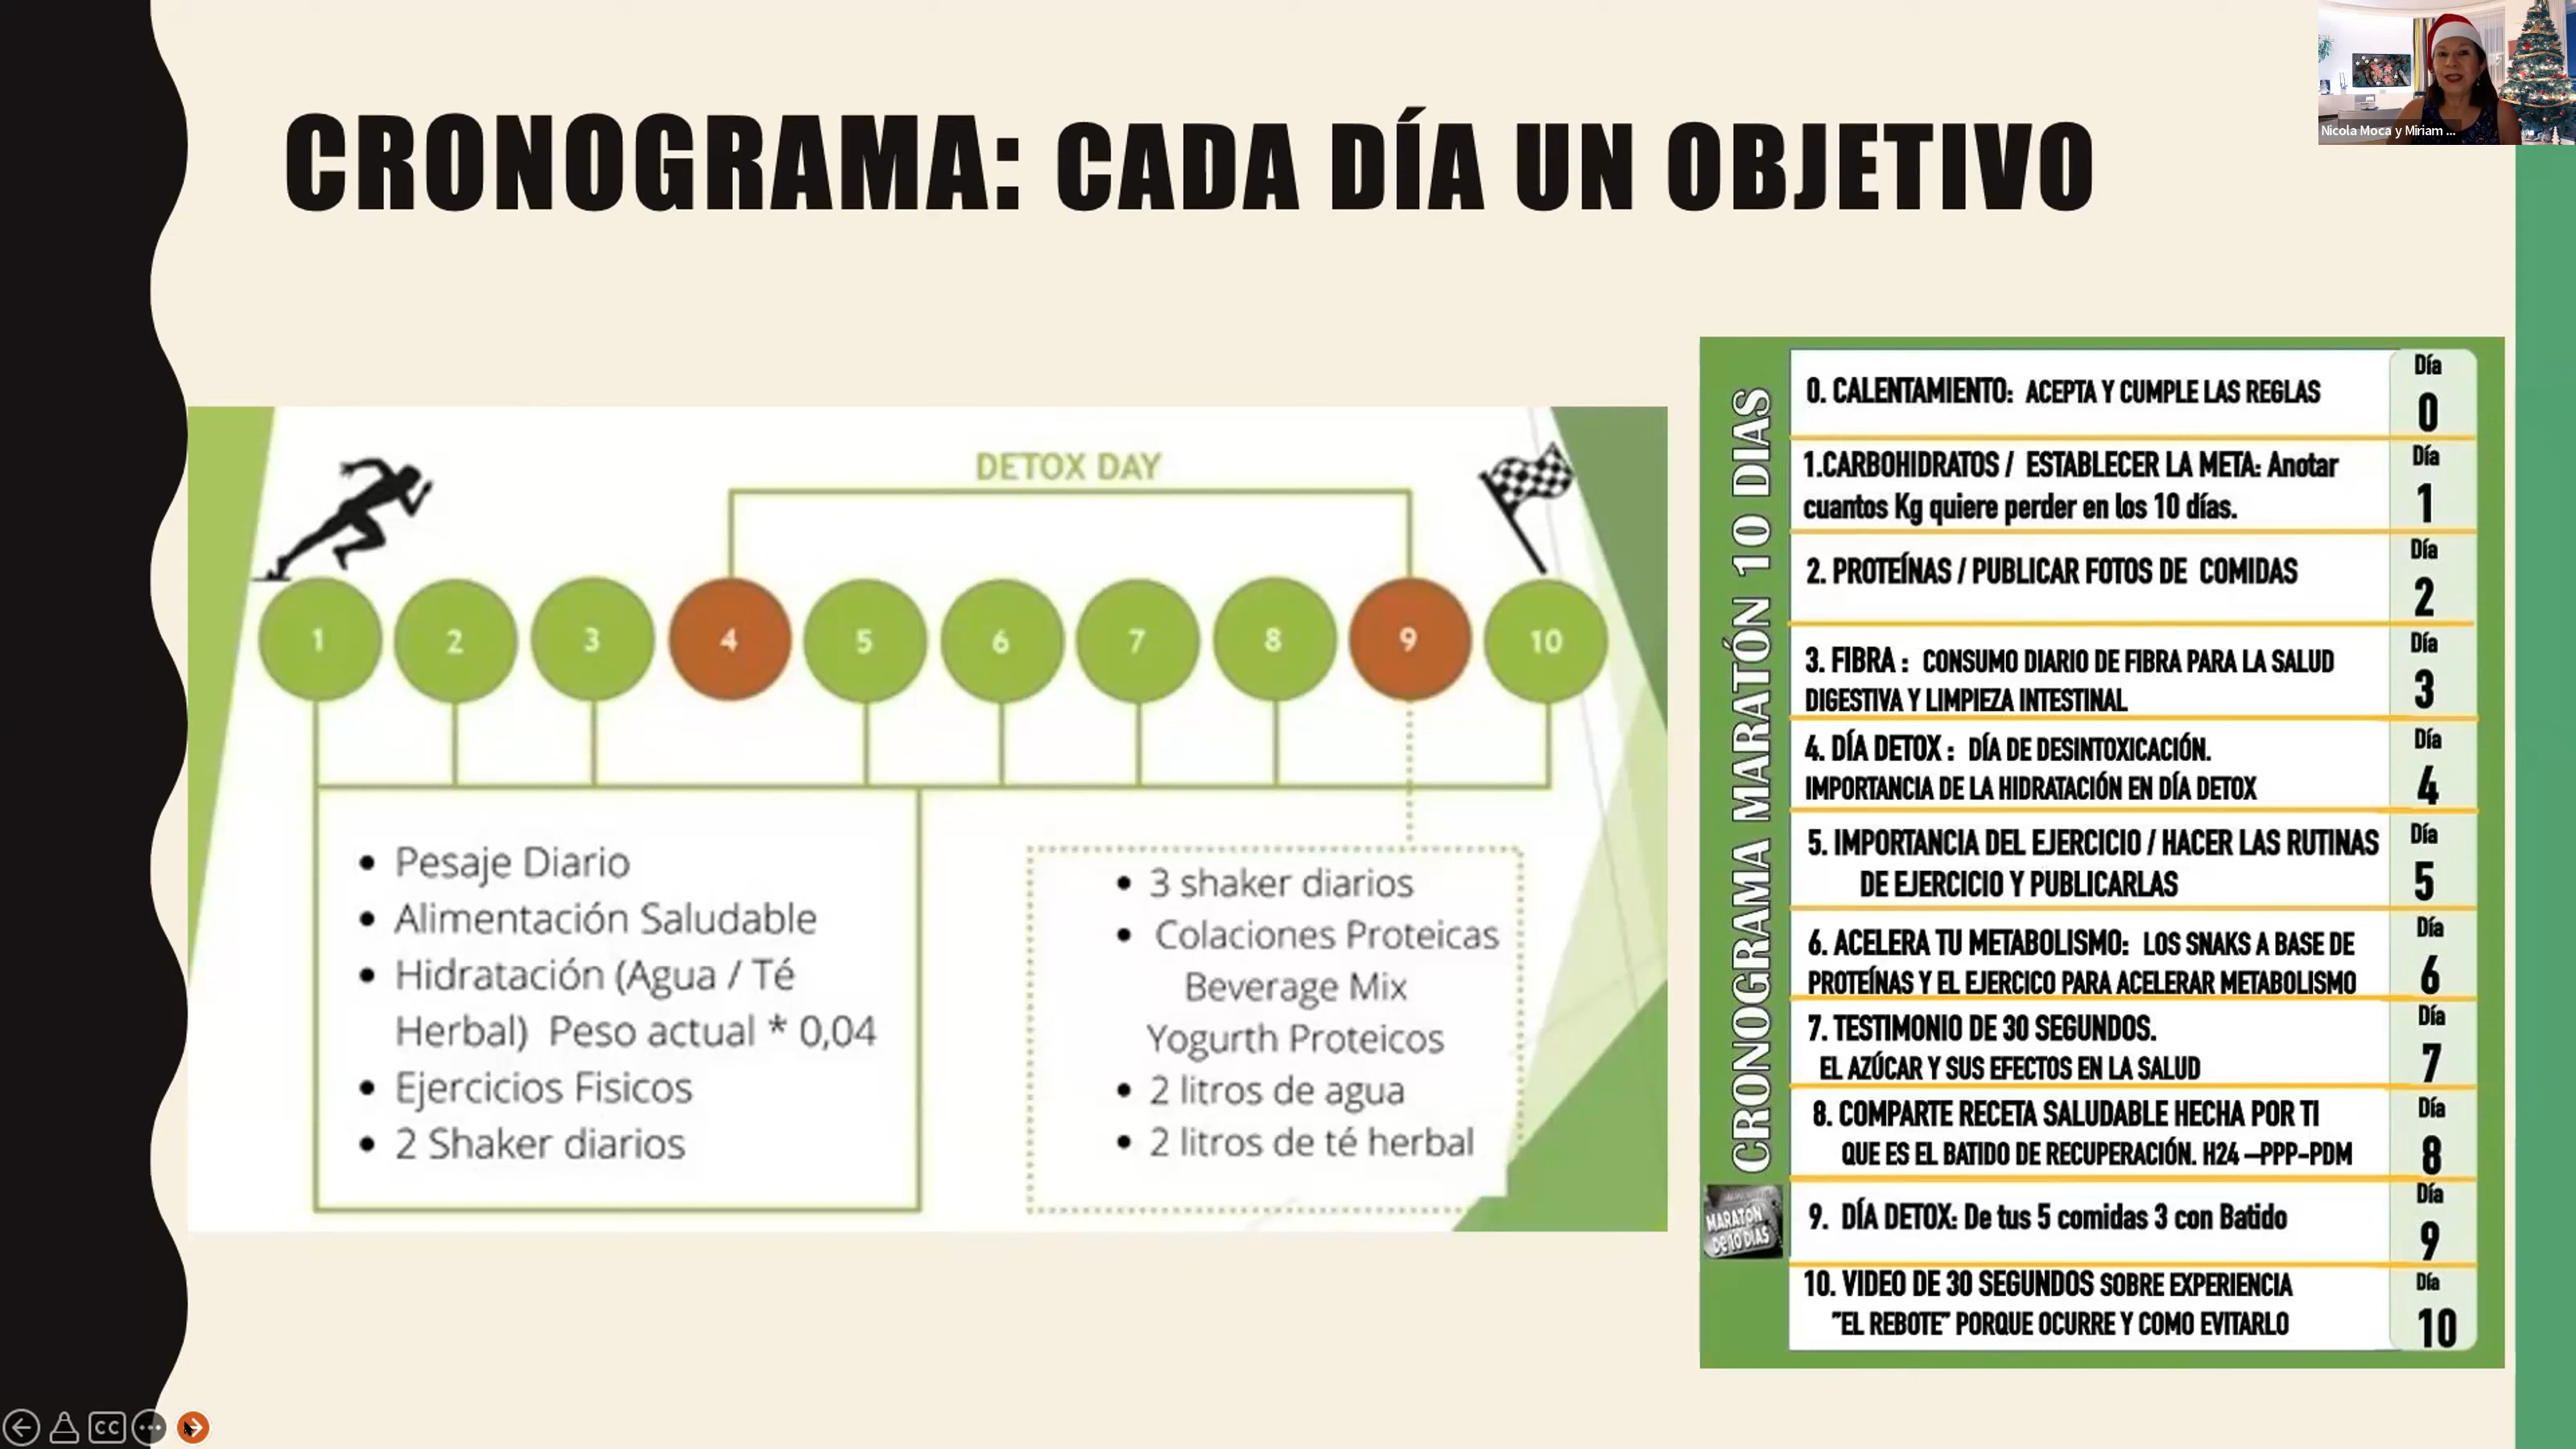 Nicola Moca y Miriam ...
CRONOGRAMA: CADA DÍA UN OBJETIVO
DETOX DAY
1
2
3
4
5
6
7
8
9
10
• Pesaje Diario
• Alimentación Saludable
• Hidratación (Agua / Té
Herbal) Peso actual * 0,04
• Ejercicios Fisicos
• 2 Shaker diarios
• 3 shaker diarios
• Colaciones Proteicas
Beverage Mix
Yogurth Proteicos
• 2 litros de agua
• 2 litros de té herbal
CRONOGRAMA MARATÓN 10 DIAS
MARATON
De 10 DIAS
0. CALENTAMIENTO: ACEPTA Y CUMPLE LAS REGLAS
Día
0
1.CARBOHIDRATOS / ESTABLECER LA META: Anotar
cuantos Kg quiere perder en los 10 días.
Día
1
2. PROTEÍNAS / PUBLICAR FOTOS DE COMIDAS
Día
2
3. FIBRA : CONSUMO DIARIO DE FIBRA PARA LA SALUD
DIGESTIVA Y LIMPIEZA INTESTINAL
Día
3
4. DÍA DETOX : DÍA DE DESINTOXICACIÓN.
IMPORTANCIA DE LA HIDRATACIÓN EN DÍA DETOX
Día
4
5. IMPORTANCIA DEL EJERCICIO / HACER LAS RUTINAS
DE EJERCICIO Y PUBLICARLAS
Día
5
6. ACELERA TU METABOLISMO: LOS SNAKS A BASE DE
PROTEÍNAS Y EL EJERCICO PARA ACELERAR METABOLISMO
Día
6
7. TESTIMONIO DE 30 SEGUNDOS.
EL AZÚCAR Y SUS EFECTOS EN LA SALUD
Día
7
8. COMPARTE RECETA SALUDABLE HECHA POR TI
QUE ES EL BATIDO DE RECUPERACIÓN. H24 –PPP-PDM
Día
8
9. DÍA DETOX: De tus 5 comidas 3 con Batido
Día
9
10. VIDEO DE 30 SEGUNDOS SOBRE EXPERIENCIA
"EL REBOTE" PORQUE OCURRE Y COMO EVITARLO
Día
10
CC